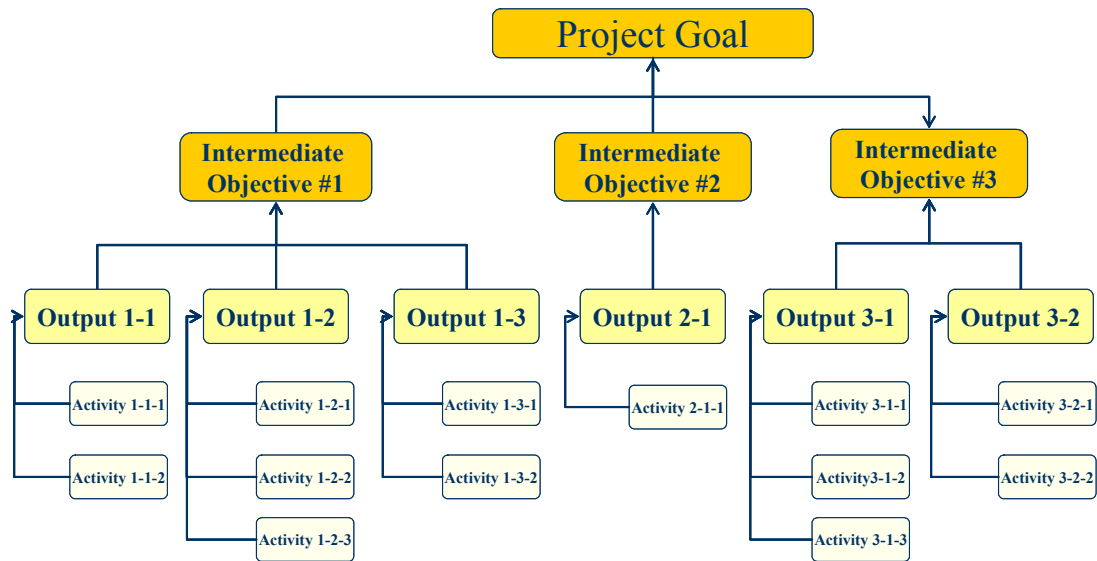 Project Goal
Intermediate
Objective #1
Intermediate
Objective #2
Intermediate
Objective #3
Output 1-1
Output 1-2
Output 1-3
Output 2-1
Output 3-1
Output 3-2
Activity 1-1-1
Activity 1-2-1
Activity 1-3-1
Activity 2-1-1
Activity 3-1-1
Activity 3-2-1
Activity 1-1-2
Activity 1-2-2
Activity 1-3-2
Activity3-1-2
Activity 3-2-2
Activity 1-2-3
Activity 3-1-3